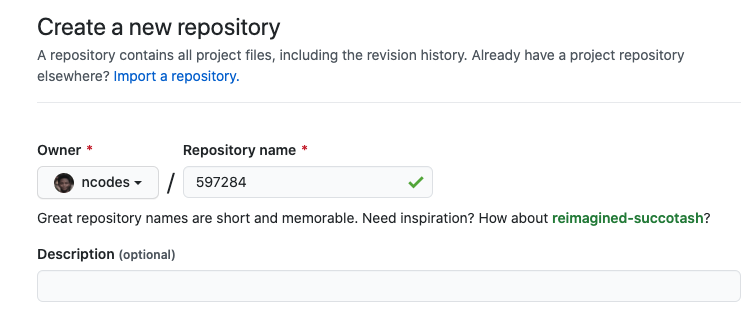 Create a new repository
A repository contains all project files, including the revision history. Already have a project repository
elsewhere? Import a repository.
Owner *
Repository name *
ncodes
/
597284
Great repository names are short and memorable. Need inspiration? How about reimagined-succotash?
Description (optional)